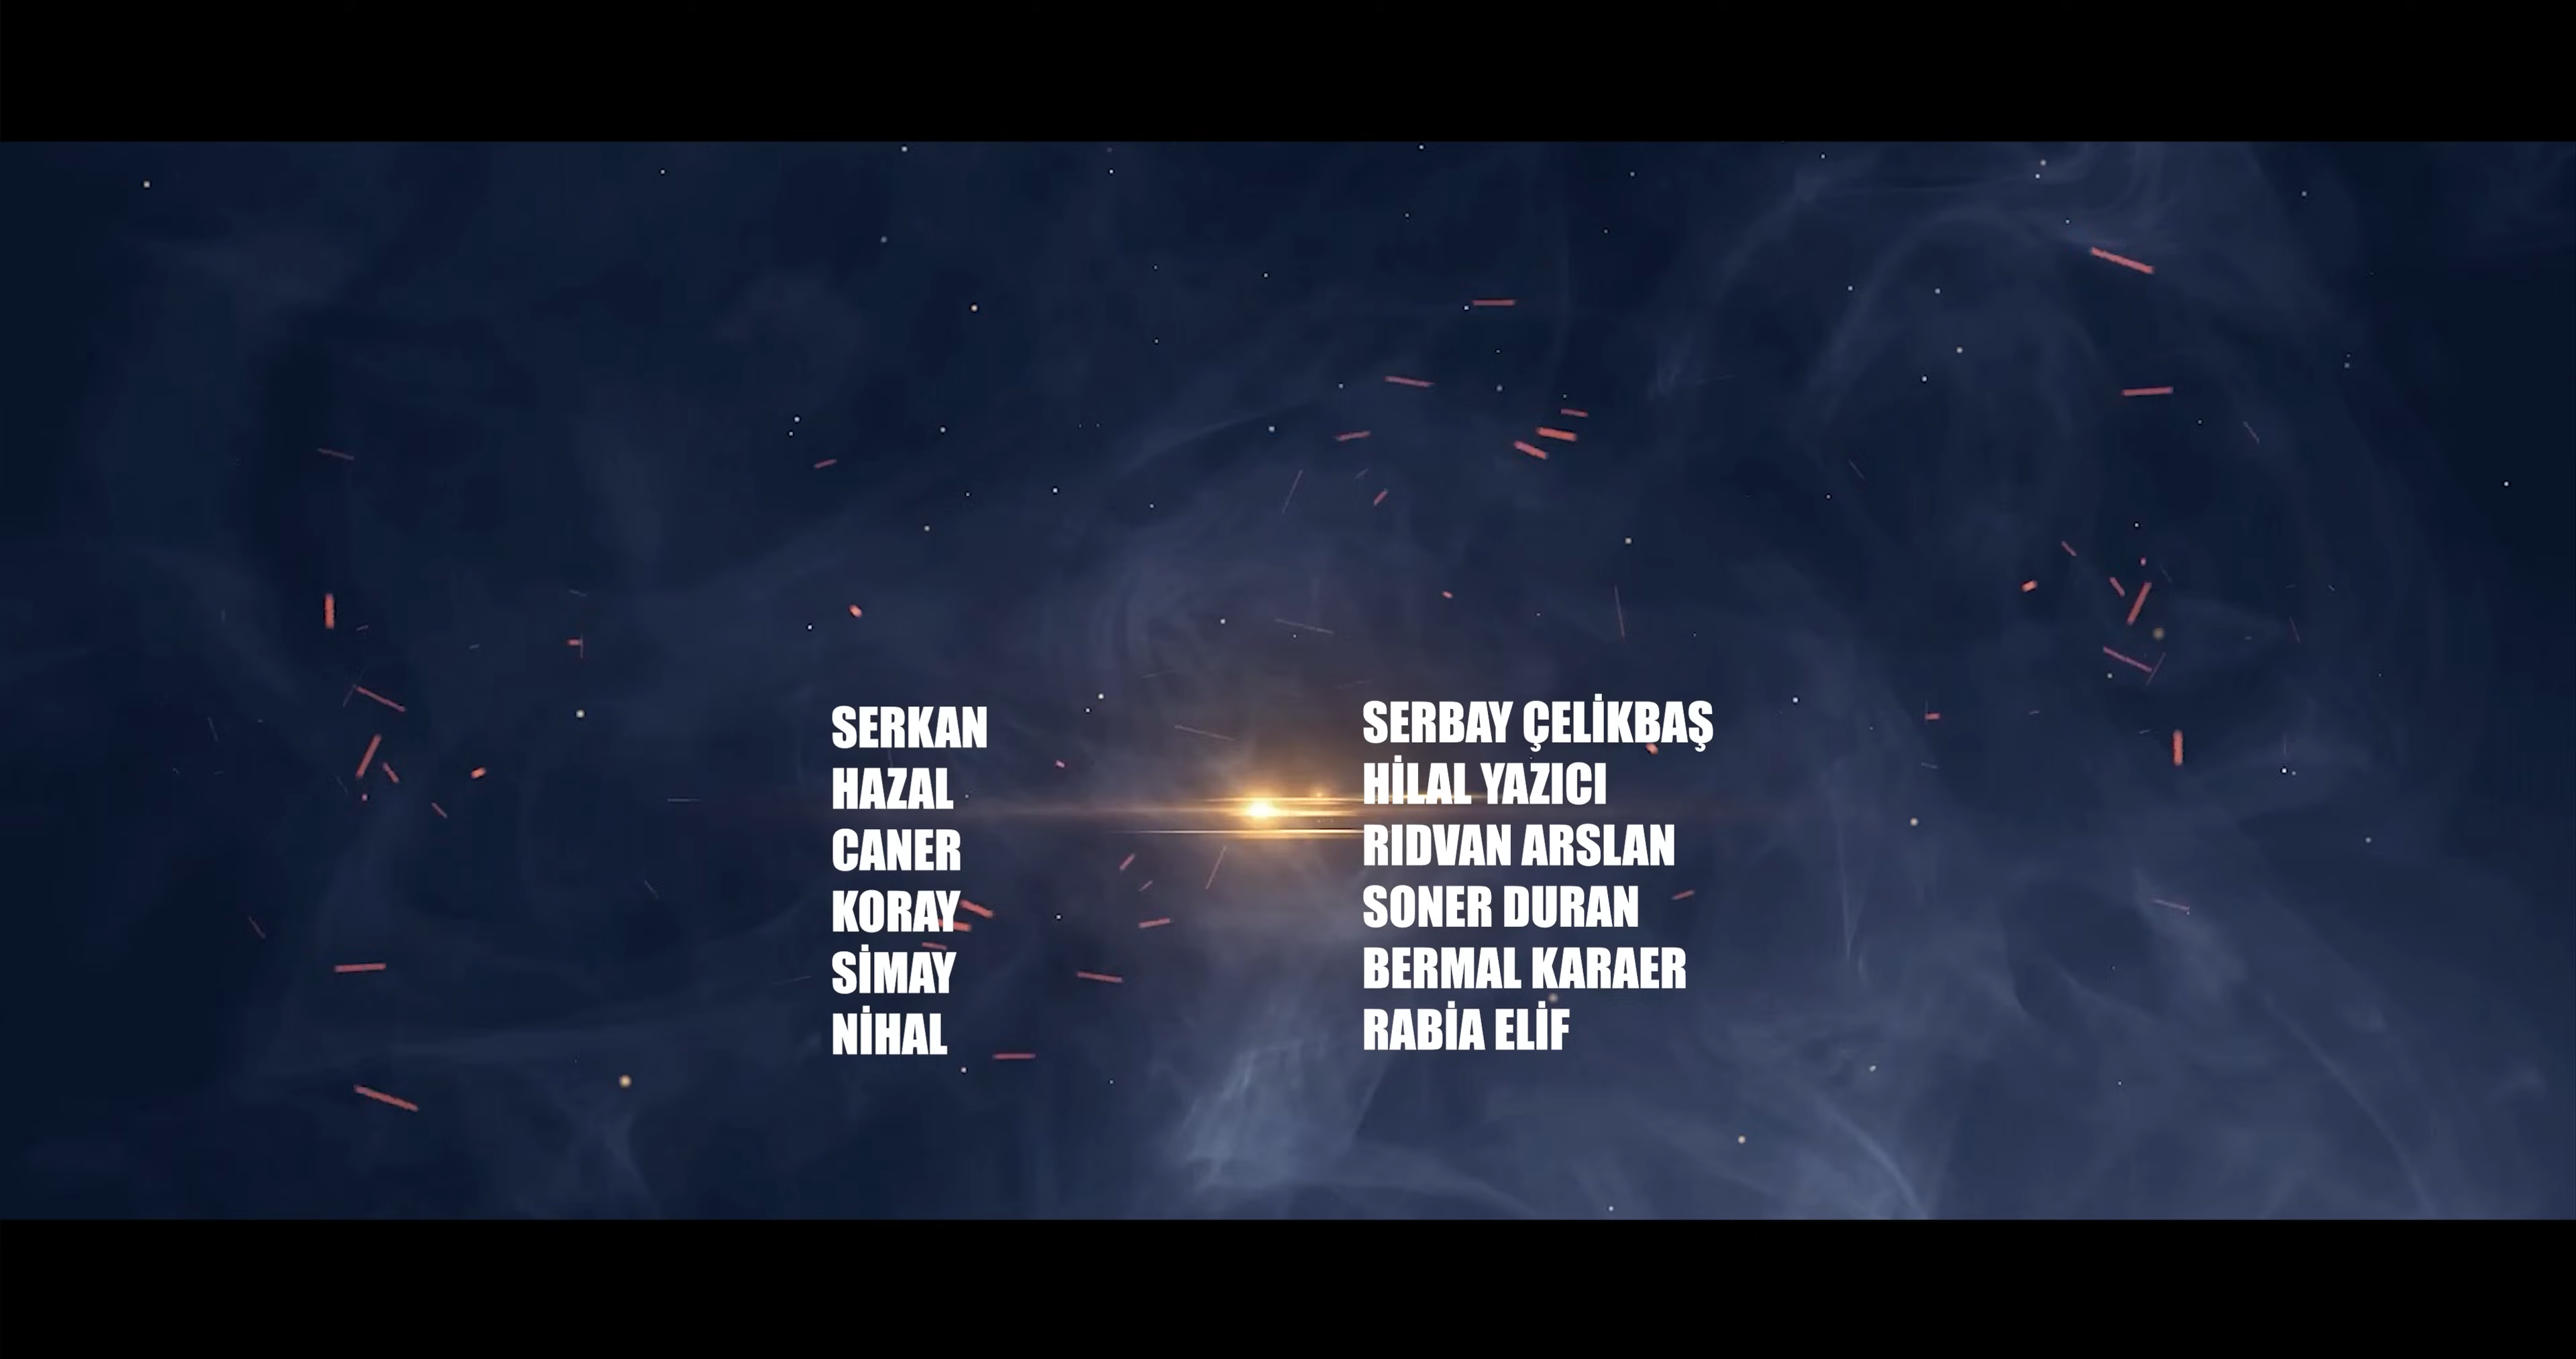 SERKAN SERBAY ÇELİKBAŞ
HAZAL HİLAL YAZICI
CANER RIDVAN ARSLAN
KORAY SONER DURAN
SİMAY BERMAL KARAER
NİHAL RABİA ELİF